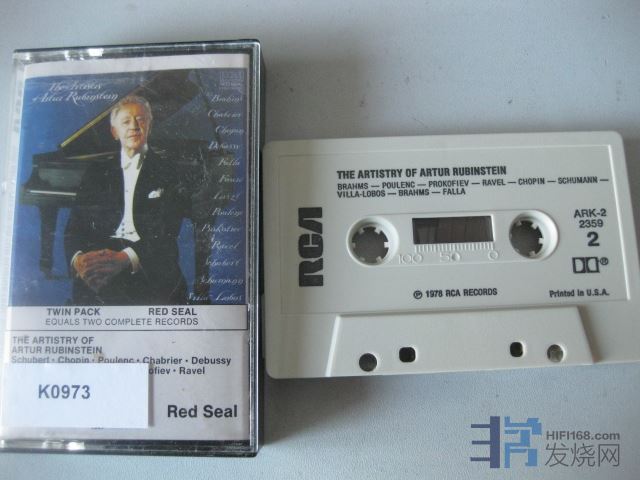 The Artistry of
Artur Rubinstein
Brahms
Chabrier
Chopin
Debussy
Falla
Fauré
Liszt
Poulenc
Prokofiev
Ravel
Schubert
Schumann
Villa-Lobos
TWIN PACK RED SEAL
EQUALS TWO COMPLETE RECORDS
THE ARTISTRY OF
ARTUR RUBINSTEIN
Schubert • Chopin • Poulenc • Chabrier • Debussy
kofiev • Ravel
K0973
Red Seal
THE ARTISTRY OF ARTUR RUBINSTEIN
BRAHMS — POULENC — PROKOFIEV — RAVEL — CHOPIN — SCHUMANN —
VILLA-LOBOS — BRAHMS — FALLA
RCA
ARK-2
2359
2
100 50 0
℗ 1978 RCA RECORDS
Printed in U.S.A.
HIFI168.com
发烧网